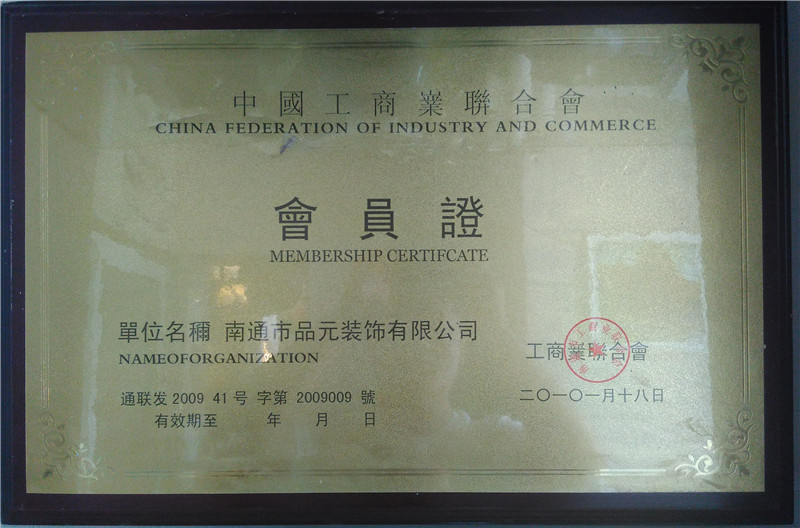 中國工商業聯合會
CHINA FEDERATION OF INDUSTRY AND COMMERCE
會員證
MEMBERSHIP CERTIFCATE
單位名稱 南通市品元装饰有限公司
NAMEOFORGANIZATION
工商業聯合會
通联发 2009 41 号 字第 2009009 號
二〇一〇一月十八日
有效期至 年 月 日